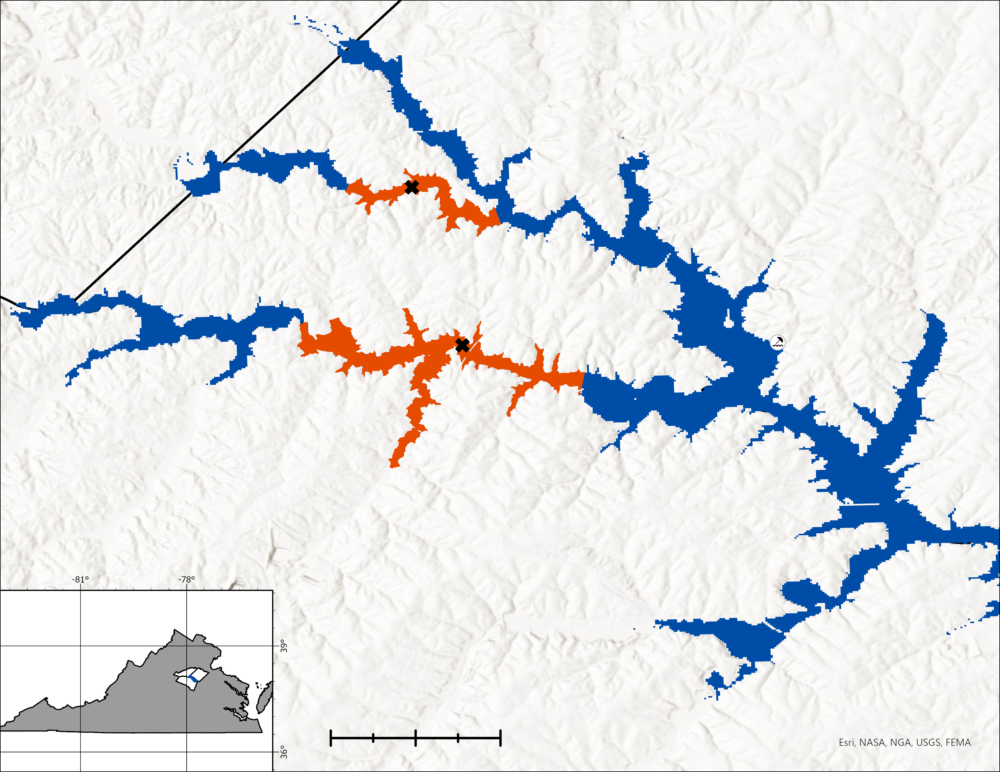 -81° -78°
39°
36°
Esri, NASA, NGA, USGS, FEMA